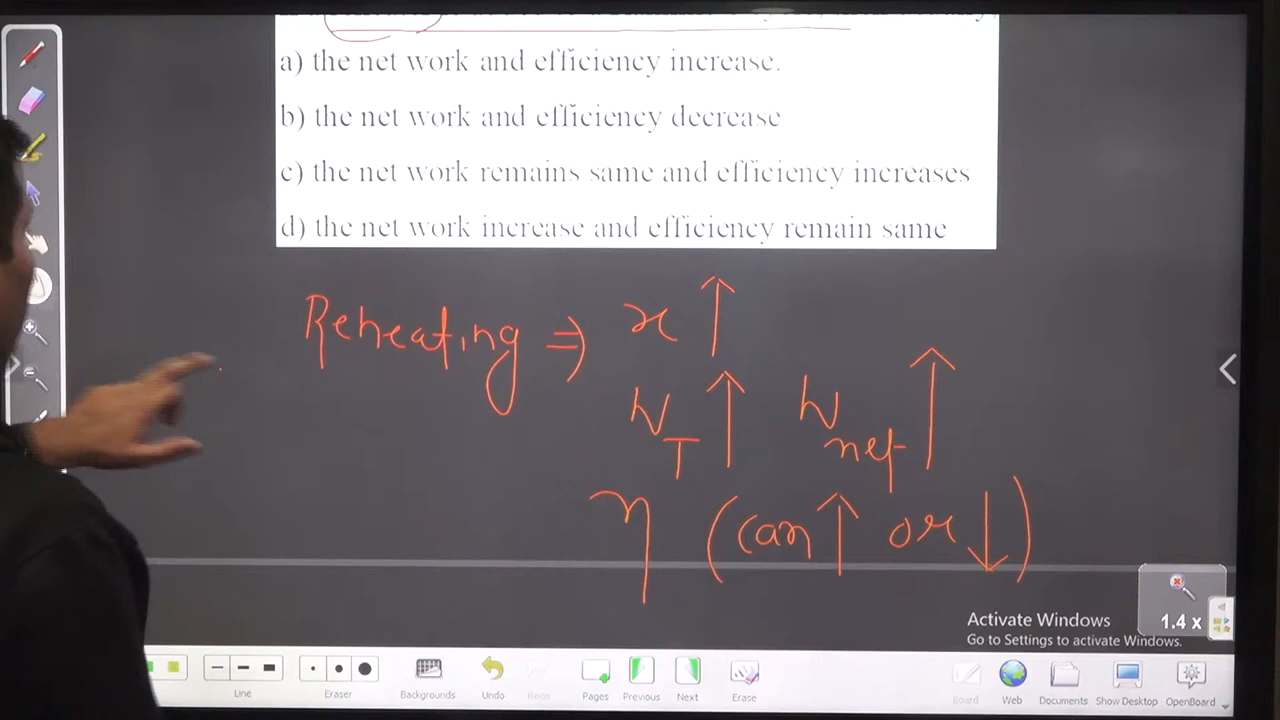 a) the net work and efficiency increase.
b) the net work and efficiency decrease
c) the net work remains same and efficiency increases
d) the net work increase and efficiency remain same
Reheating ⇒ x ↑
W_T ↑ W_net ↑
η (can ↑ or ↓)
Activate Windows
Go to Settings to activate Windows.
1.4 x
Line
Eraser
Backgrounds
Undo
Redo
Pages
Previous
Next
Erase
Board
Web
Documents
Show Desktop
OpenBoard